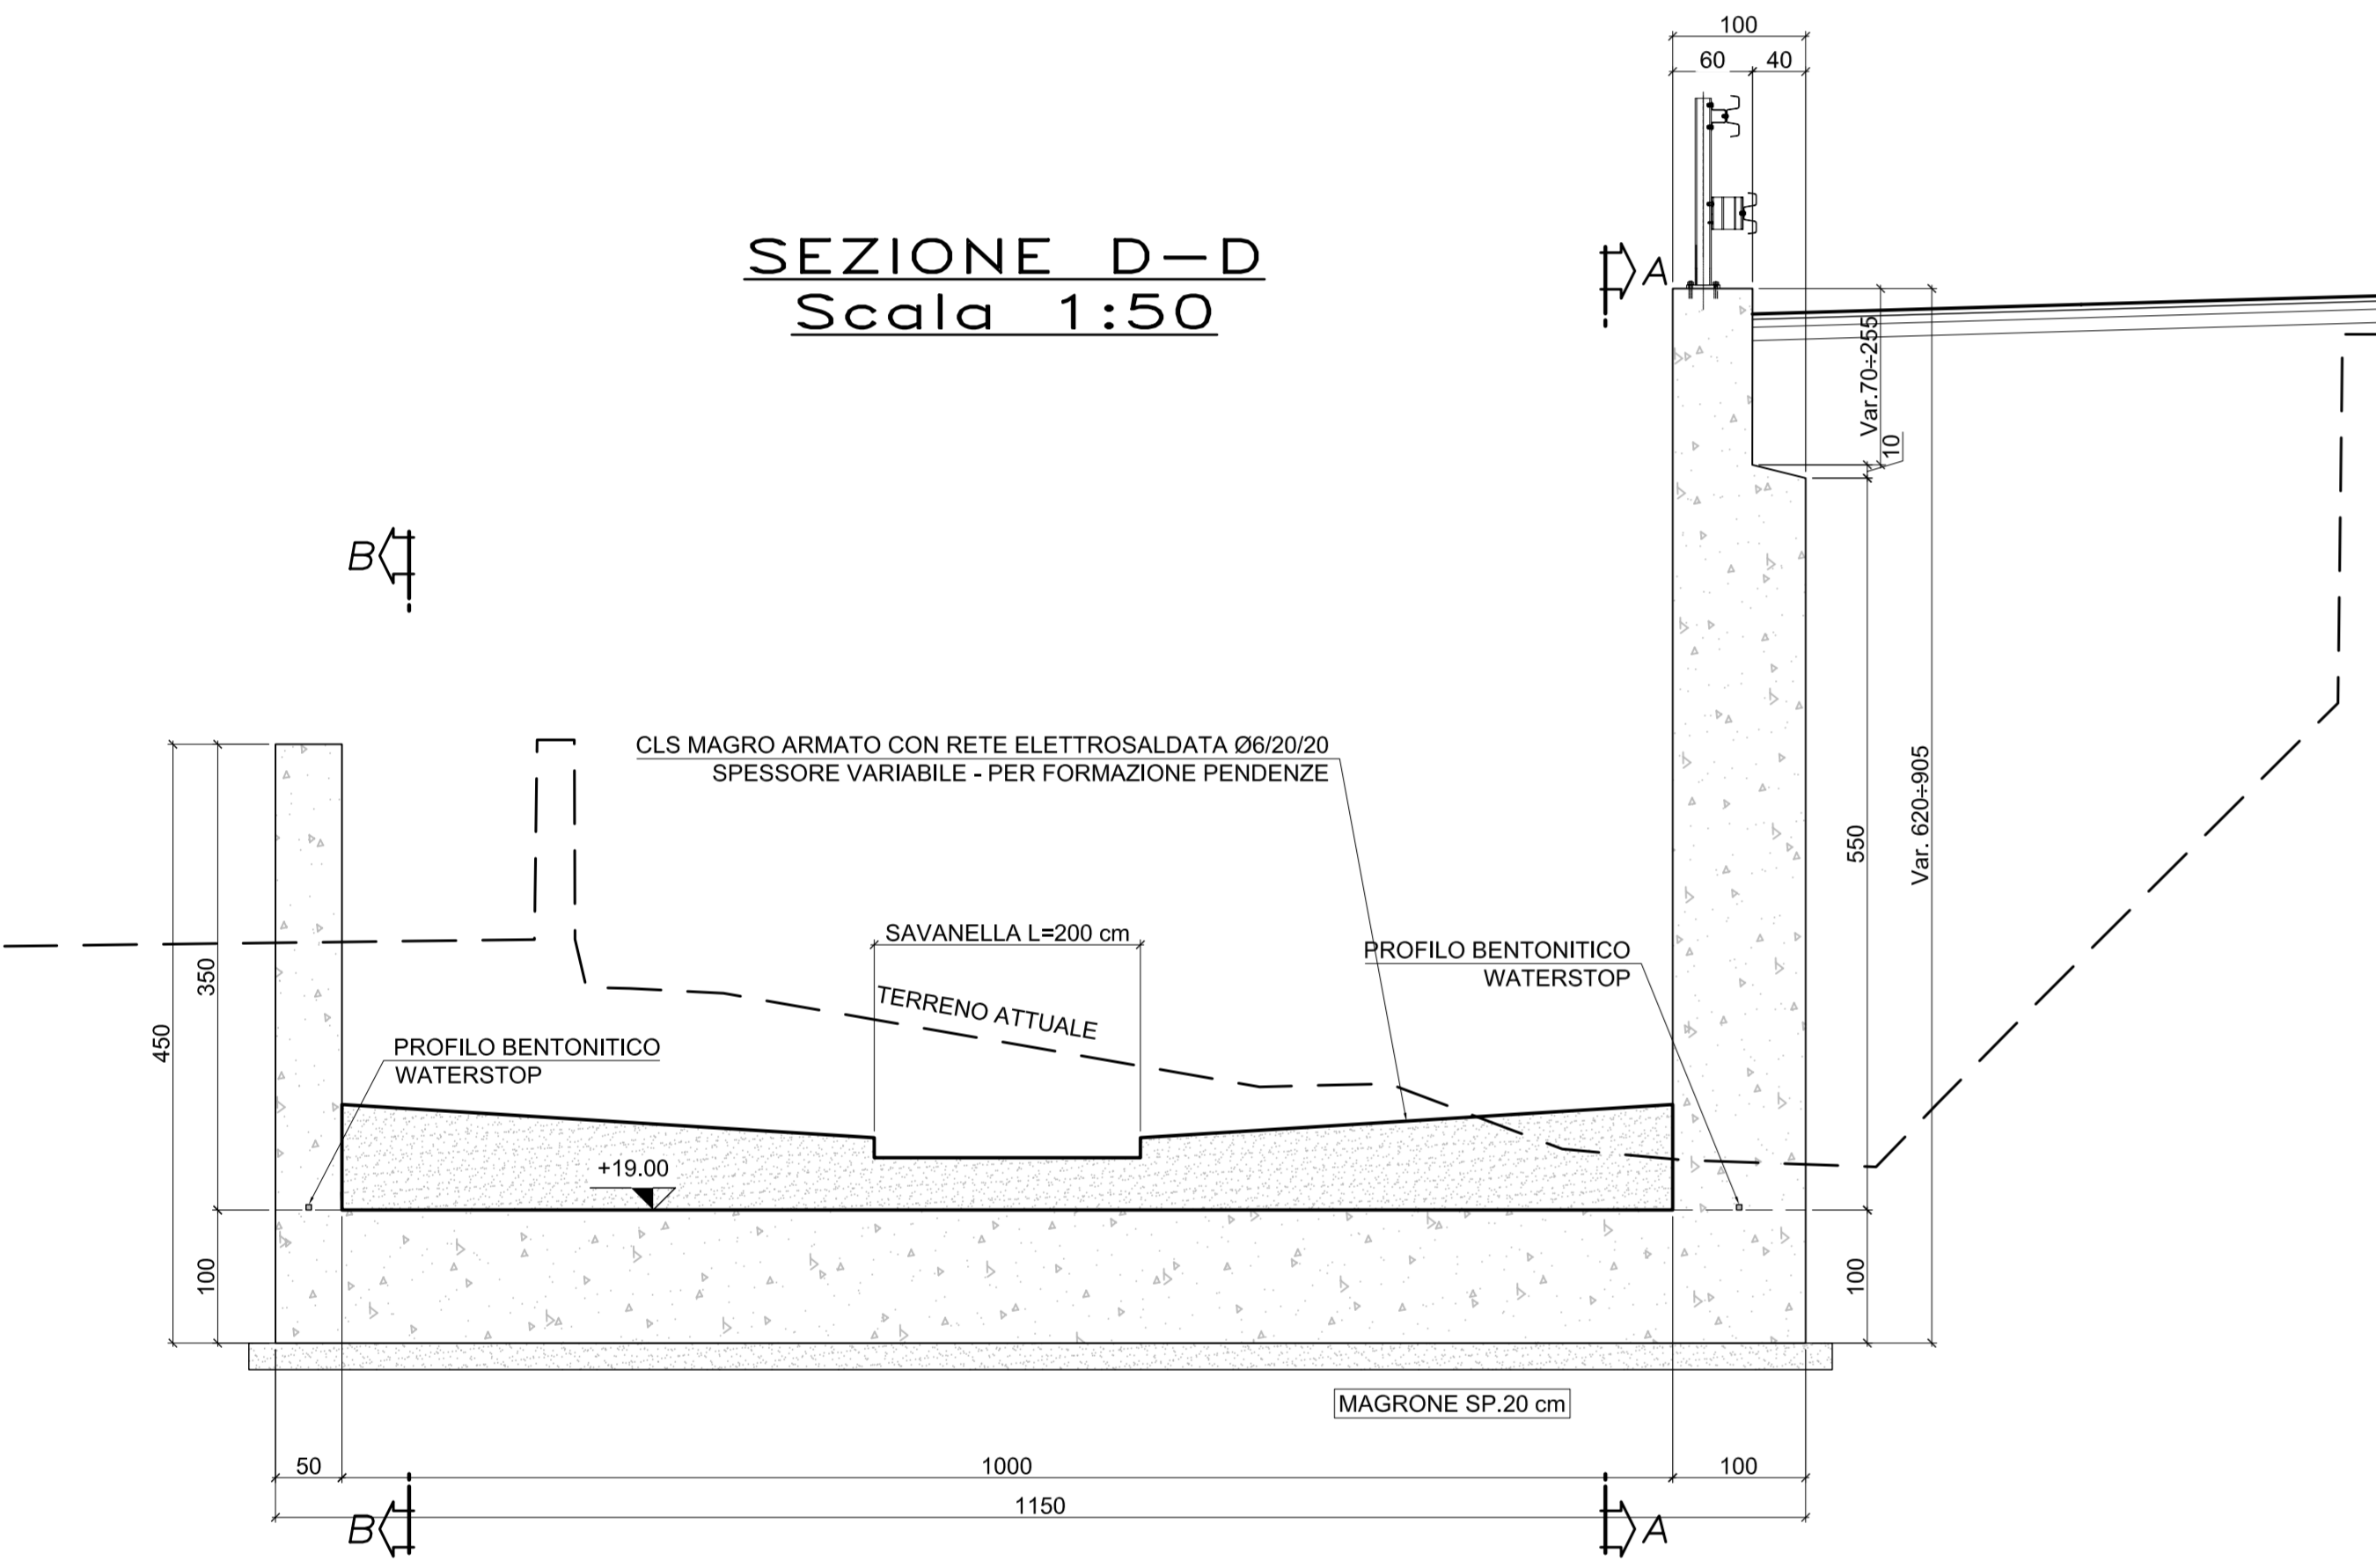 100
60
40
SEZIONE D-D
Scala 1:50
A
Var.70÷255
10
B
CLS MAGRO ARMATO CON RETE ELETTROSALDATA Ø6/20/20
SPESSORE VARIABILE - PER FORMAZIONE PENDENZE
550
Var. 620÷905
SAVANELLA L=200 cm
PROFILO BENTONITICO
WATERSTOP
350
450
TERRENO ATTUALE
PROFILO BENTONITICO
WATERSTOP
+19.00
100
100
MAGRONE SP.20 cm
50
1000
100
1150
B
A